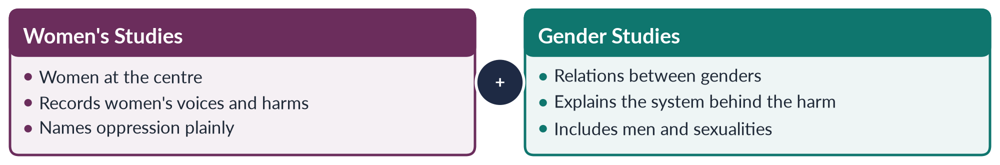 Women's Studies
• Women at the centre
• Records women's voices and harms
• Names oppression plainly
+
Gender Studies
• Relations between genders
• Explains the system behind the harm
• Includes men and sexualities